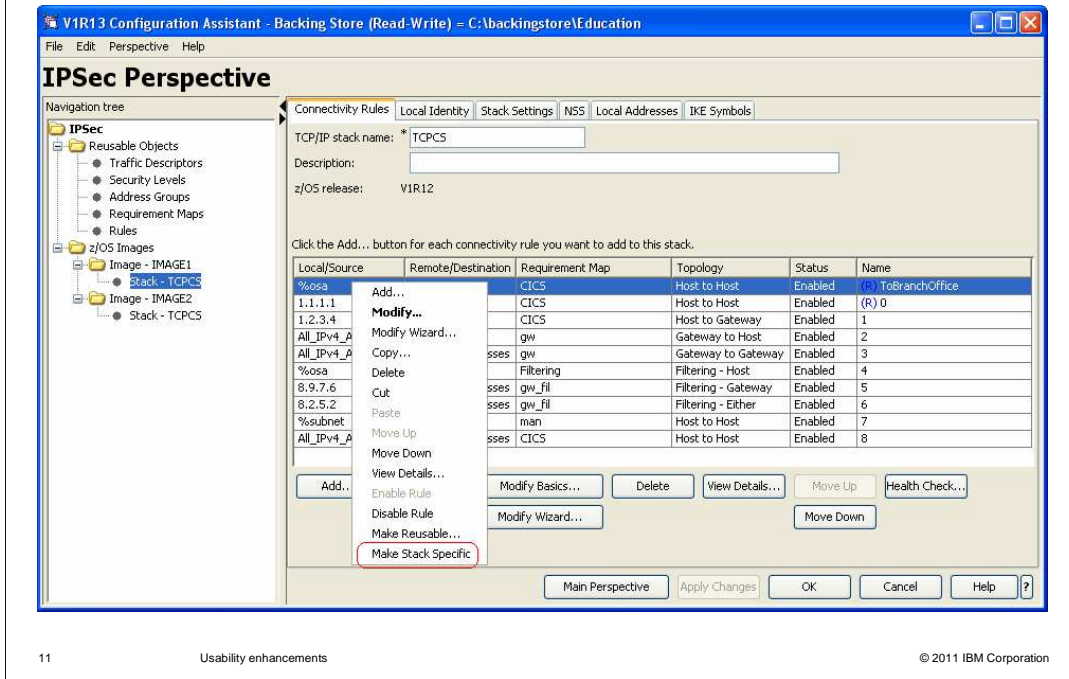 V1R13 Configuration Assistant - Backing Store (Read-Write) = C:\backingstore\Education
File Edit Perspective Help
IPSec Perspective
Navigation tree
IPSec
Reusable Objects
Traffic Descriptors
Security Levels
Address Groups
Requirement Maps
Rules
z/OS Images
Image - IMAGE1
Stack - TCPCS
Image - IMAGE2
Stack - TCPCS
Connectivity Rules Local Identity Stack Settings NSS Local Addresses IKE Symbols
TCP/IP stack name: * TCPCS
Description:
z/OS release: V1R12
Click the Add... button for each connectivity rule you want to add to this stack.
Local/Source Remote/Destination Requirement Map Topology Status Name
%osa CICS Host to Host Enabled (R) ToBranchOffice
1.1.1.1 CICS Host to Host Enabled (R) 0
1.2.3.4 CICS Host to Gateway Enabled 1
All_IPv4_A gw Gateway to Host Enabled 2
All_IPv4_A sses gw Gateway to Gateway Enabled 3
%osa Filtering Filtering - Host Enabled 4
8.9.7.6 sses gw_fil Filtering - Gateway Enabled 5
8.2.5.2 sses gw_fil Filtering - Either Enabled 6
%subnet man Host to Host Enabled 7
All_IPv4_A sses CICS Host to Host Enabled 8
Add...
Modify...
Modify Wizard...
Copy...
Delete
Cut
Paste
Move Up
Move Down
View Details...
Enable Rule
Disable Rule
Make Reusable...
Make Stack Specific
Add.. Modify Basics... Delete View Details... Move Up Health Check...
Modify Wizard... Move Down
Main Perspective Apply Changes OK Cancel Help ?
11 Usability enhancements © 2011 IBM Corporation